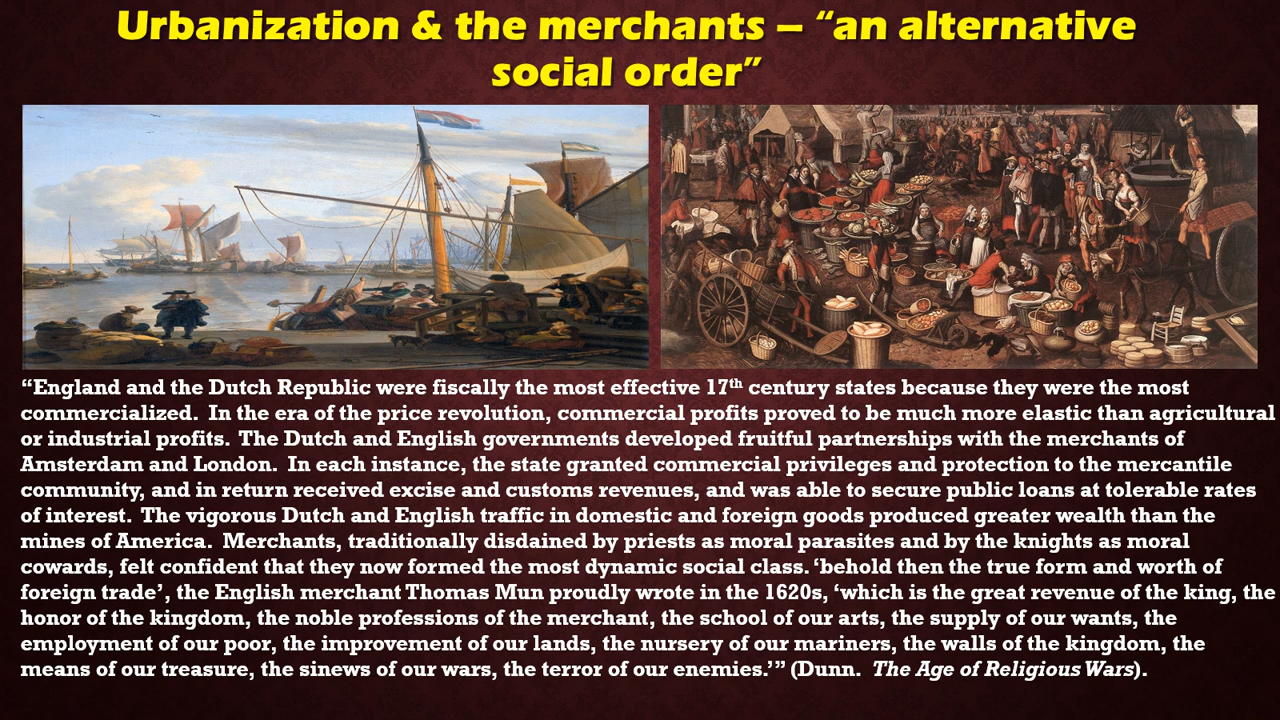 Urbanization & the merchants – “an alternative
social order”
“England and the Dutch Republic were fiscally the most effective 17th century states because they were the most
commercialized.  In the era of the price revolution, commercial profits proved to be much more elastic than agricultural
or industrial profits.  The Dutch and English governments developed fruitful partnerships with the merchants of
Amsterdam and London.  In each instance, the state granted commercial privileges and protection to the mercantile
community, and in return received excise and customs revenues, and was able to secure public loans at tolerable rates
of interest.  The vigorous Dutch and English traffic in domestic and foreign goods produced greater wealth than the
mines of America.  Merchants, traditionally disdained by priests as moral parasites and by the knights as moral
cowards, felt confident that they now formed the most dynamic social class. ‘behold then the true form and worth of
foreign trade’, the English merchant Thomas Mun proudly wrote in the 1620s, ‘which is the great revenue of the king, the
honor of the kingdom, the noble professions of the merchant, the school of our arts, the supply of our wants, the
employment of our poor, the improvement of our lands, the nursery of our mariners, the walls of the kingdom, the
means of our treasure, the sinews of our wars, the terror of our enemies.’” (Dunn.  The Age of Religious Wars).